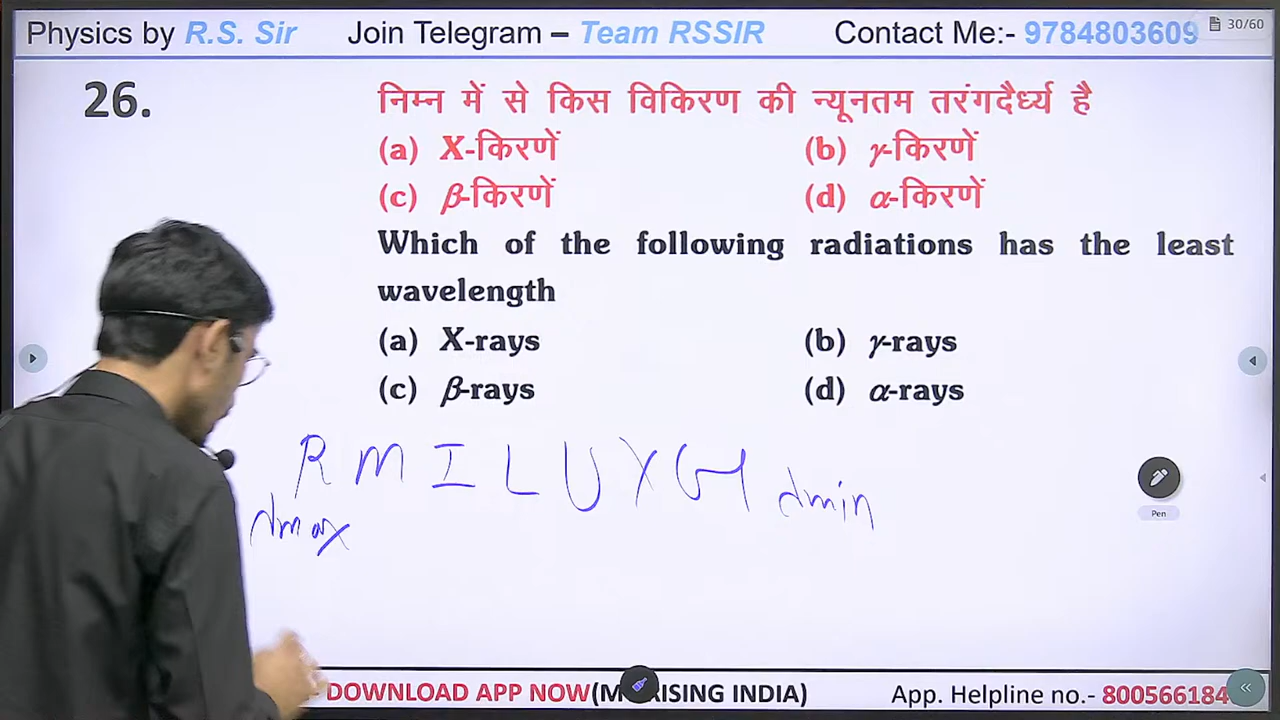 Physics by R.S. Sir Join Telegram – Team RSSIR Contact Me:- 9784803609 30/60
26. निम्न में से किस विकिरण की न्यूनतम तरंगदैर्ध्य है
(a) X-किरणें (b) γ-किरणें
(c) β-किरणें (d) α-किरणें
Which of the following radiations has the least
wavelength
(a) X-rays (b) γ-rays
(c) β-rays (d) α-rays
R M I L U X G λmin
λmax
Pen
DOWNLOAD APP NOW RISING INDIA) App. Helpline no.- 800566184